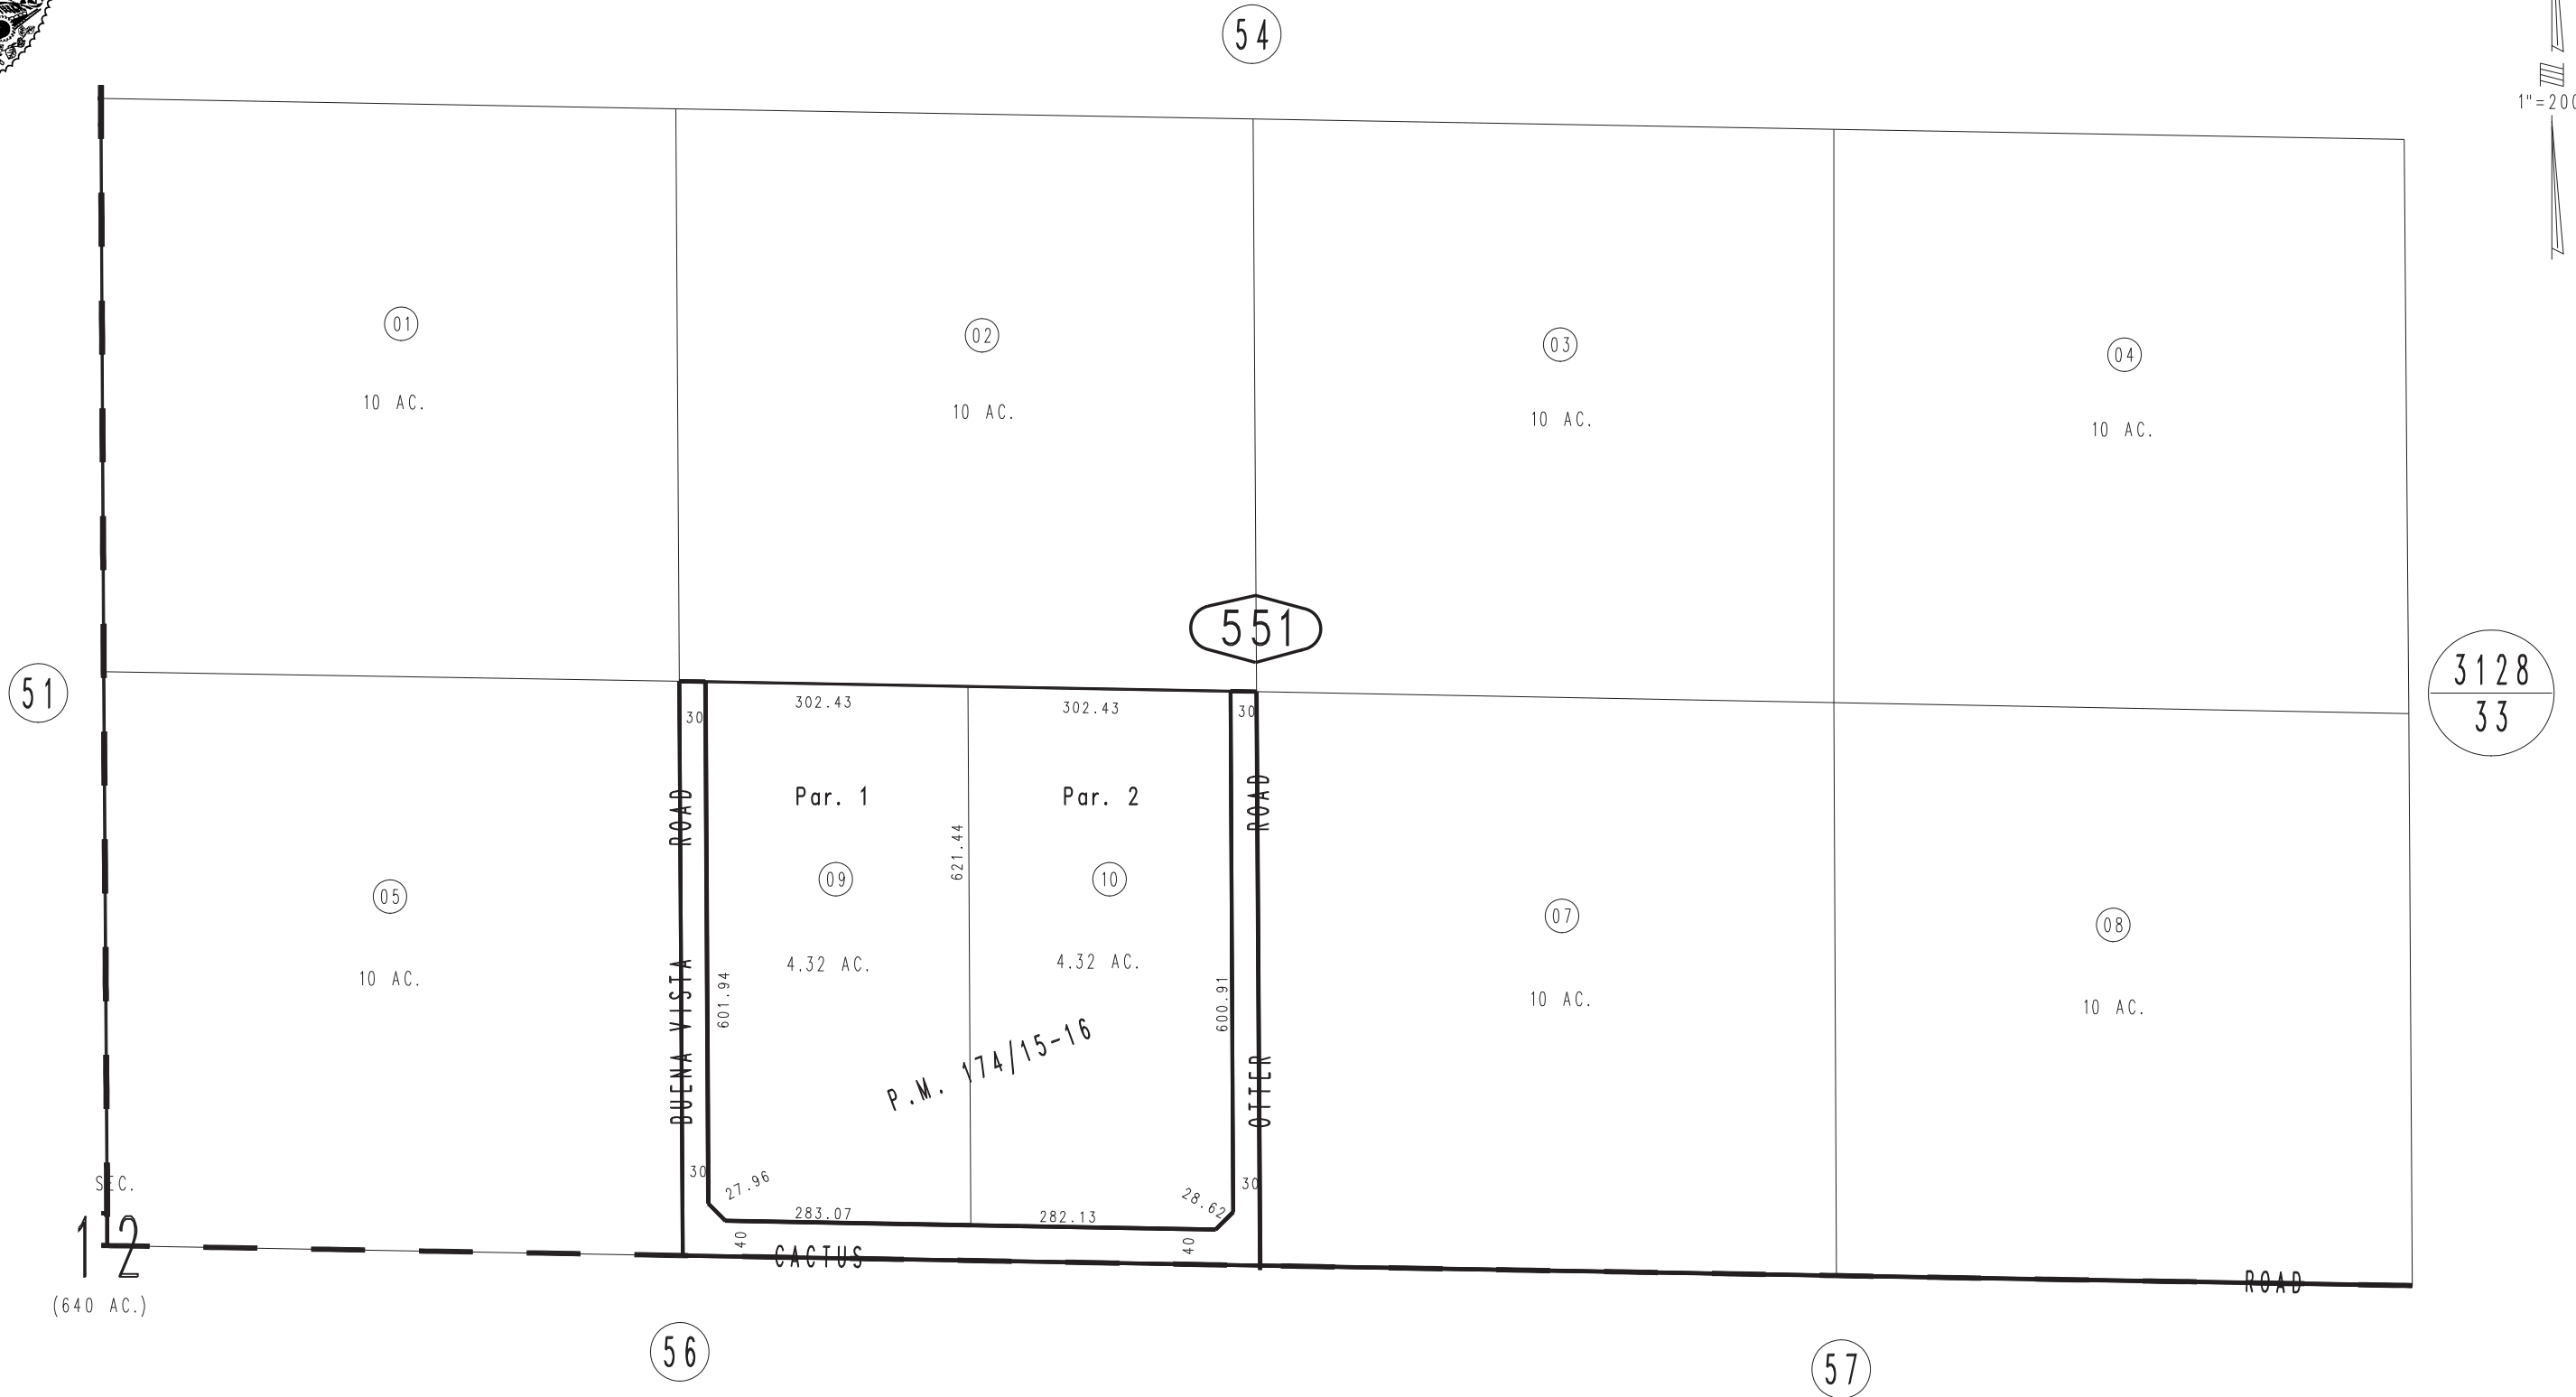 54
1"=200
01
02
03
04
10 AC.
10 AC.
10 AC.
10 AC.
551
51
3128
33
30
302.43
302.43
30
Par. 1
Par. 2
BUENA VISTA ROAD
OTTER ROAD
621.44
09
10
05
07
08
4.32 AC.
4.32 AC.
10 AC.
10 AC.
10 AC.
601.94
600.91
P.M. 174/15-16
30
27.96
28.62
30
283.07
282.13
40
40
SEC.
12
(640 AC.)
CACTUS ROAD
56
57